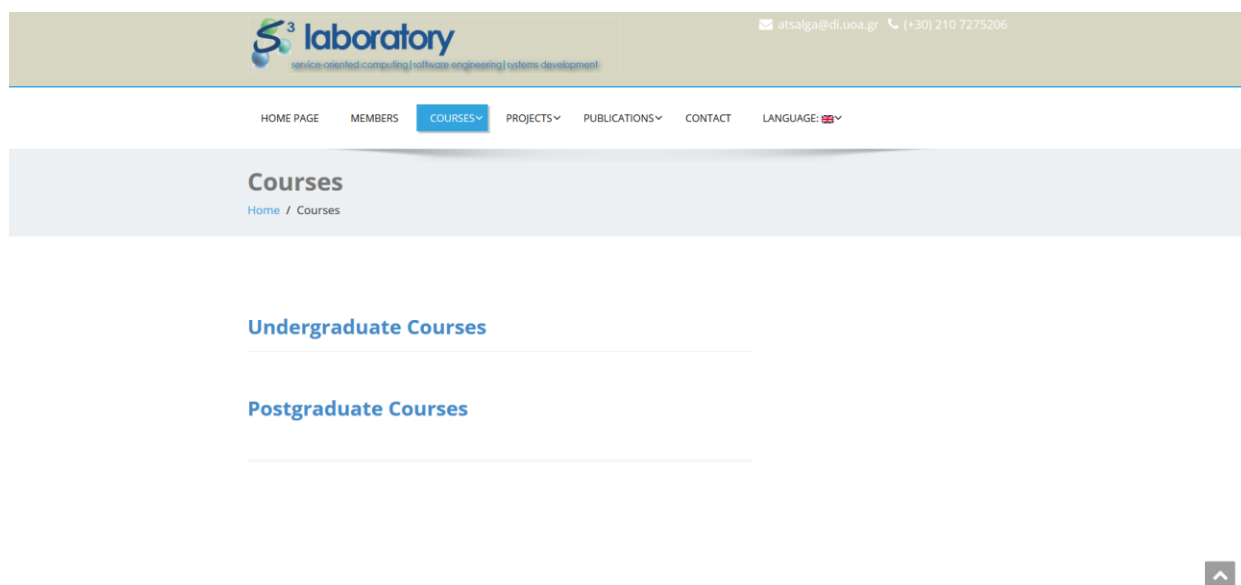 S³ laboratory
service-oriented computing|software engineering|systems development
atsalga@di.uoa.gr (+30) 210 7275206
HOME PAGE MEMBERS COURSES PROJECTS PUBLICATIONS CONTACT LANGUAGE:
Courses
Home / Courses
Undergraduate Courses
Postgraduate Courses